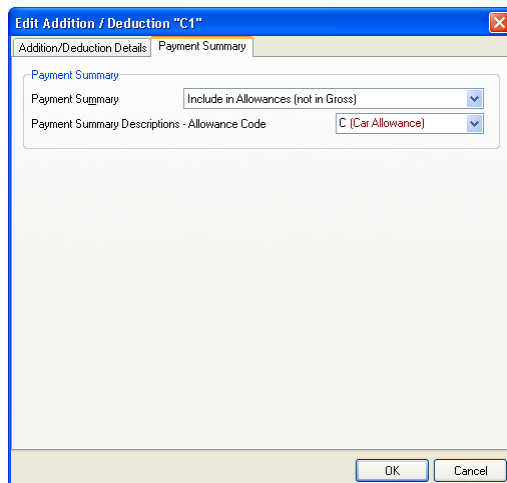 Edit Addition / Deduction "C1"
Addition/Deduction Details Payment Summary
Payment Summary
Payment Summary Include in Allowances (not in Gross)
Payment Summary Descriptions - Allowance Code C (Car Allowance)
OK Cancel